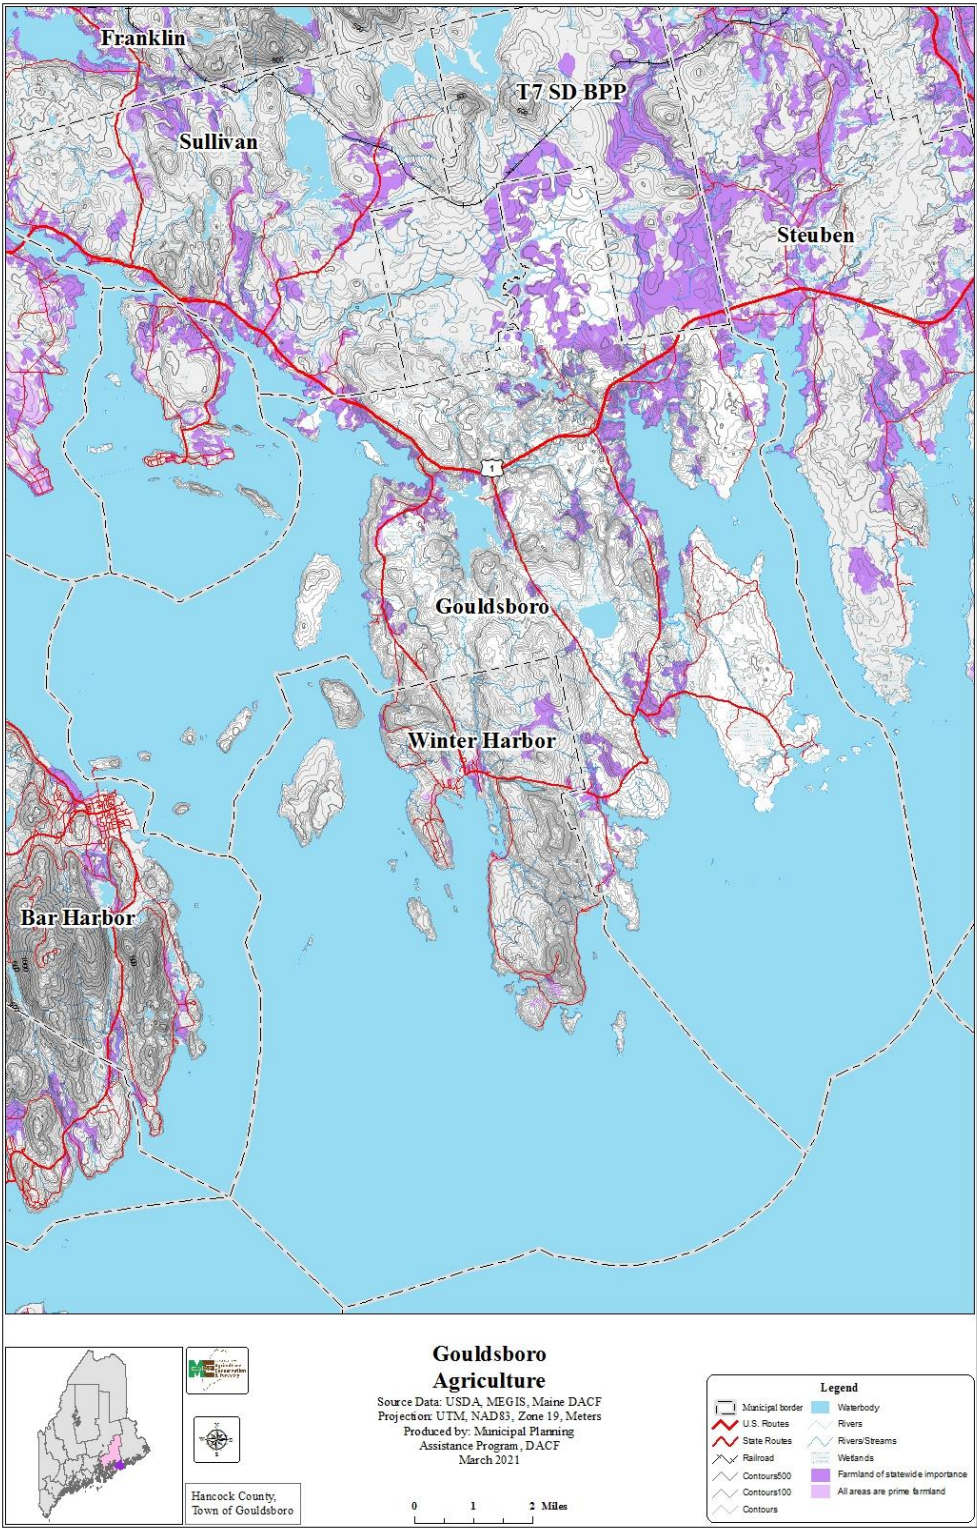 Franklin
T7 SD BPP
Sullivan
Steuben
1
Gouldsboro
Winter Harbor
Bar Harbor
Gouldsboro
Agriculture
Source Data: USDA, MEGIS, Maine DACF
Projection: UTM, NAD83, Zone 19, Meters
Produced by: Municipal Planning
Assistance Program, DACF
March 2021
0 1 2 Miles
Hancock County,
Town of Gouldsboro
N
W E
S
Legend
Municipal border
U.S. Routes
State Routes
Railroad
Contours500
Contours100
Contours
Waterbody
Rivers
Rivers/Streams
Wetlands
Farmland of statewide importance
All areas are prime farmland